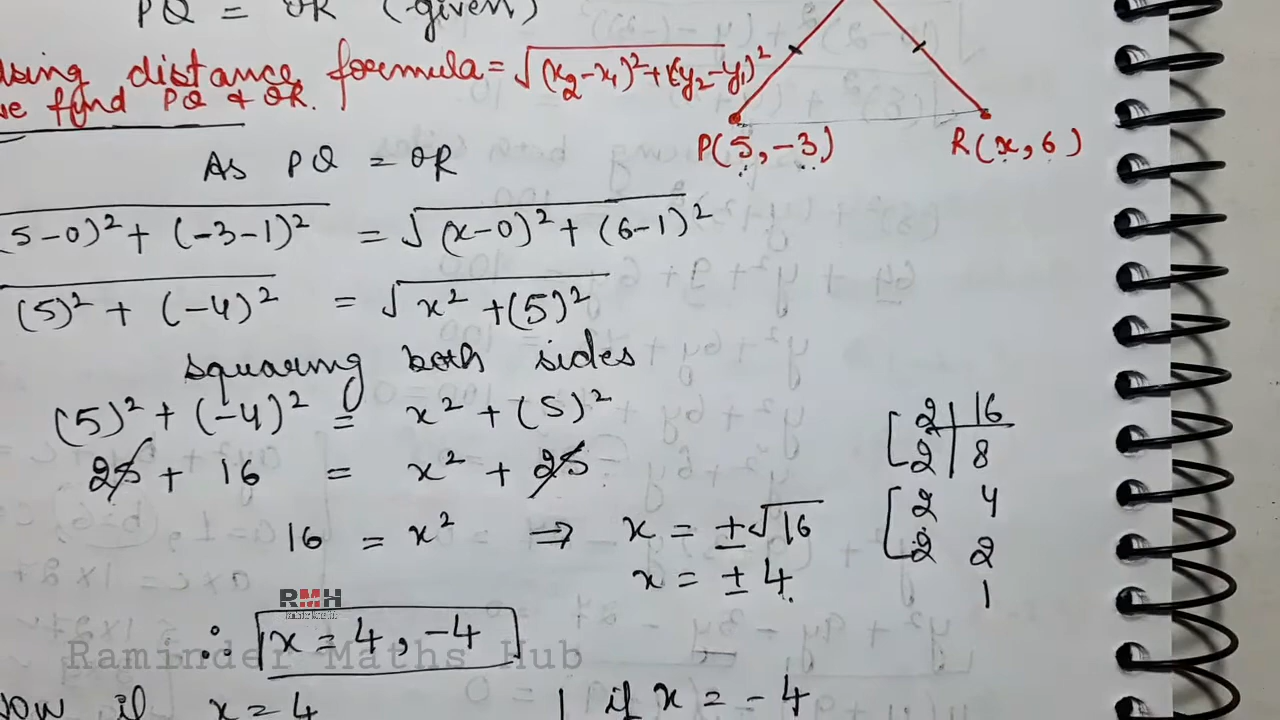 PQ = QR (given)
using distance formula = √(x₂-x₁)²+(y₂-y₁)²
we find PQ & QR.
P(5,-3)
R(x,6)
As PQ = QR
5-0)² + (-3-1)² = √(x-0)² + (6-1)²
(5)² + (-4)² = √x² + (5)²
squaring both sides
(5)² + (-4)² = x² + (5)²
25 + 16 = x² + 25
16 = x² ⇒ x = ±√16
x = ±4.
2 | 16
2 | 8
2 4
2 2
1
RMH
∴ x = 4, -4
Raminder Maths Hub
Now if x = 4 | if x = -4